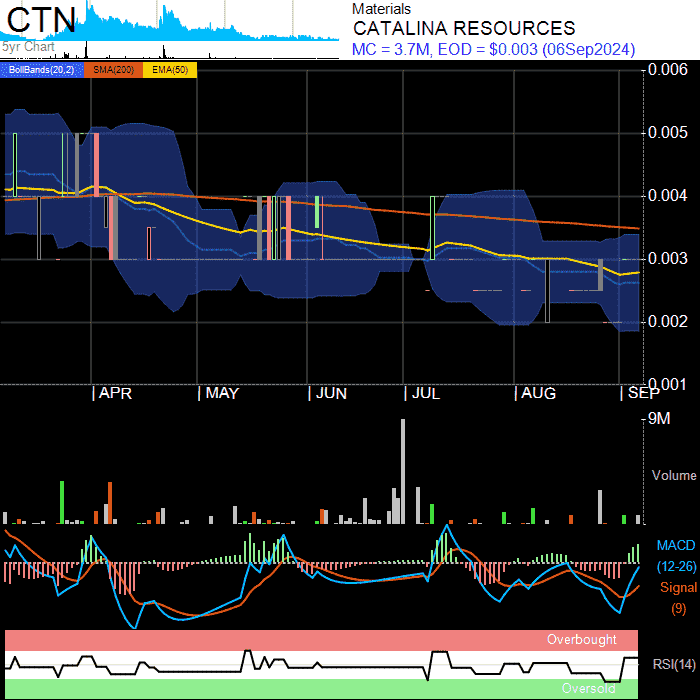 CTN
5yr Chart
Materials
CATALINA RESOURCES
MC = 3.7M, EOD = $0.003 (06Sep2024)
BollBands(20,2) SMA(200) EMA(50)
0.006
0.005
0.004
0.003
0.002
0.001
| APR | MAY | JUN | JUL | AUG | SEP
9M
Volume
MACD
(12-26)
Signal
(9)
Overbought
RSI(14)
Oversold